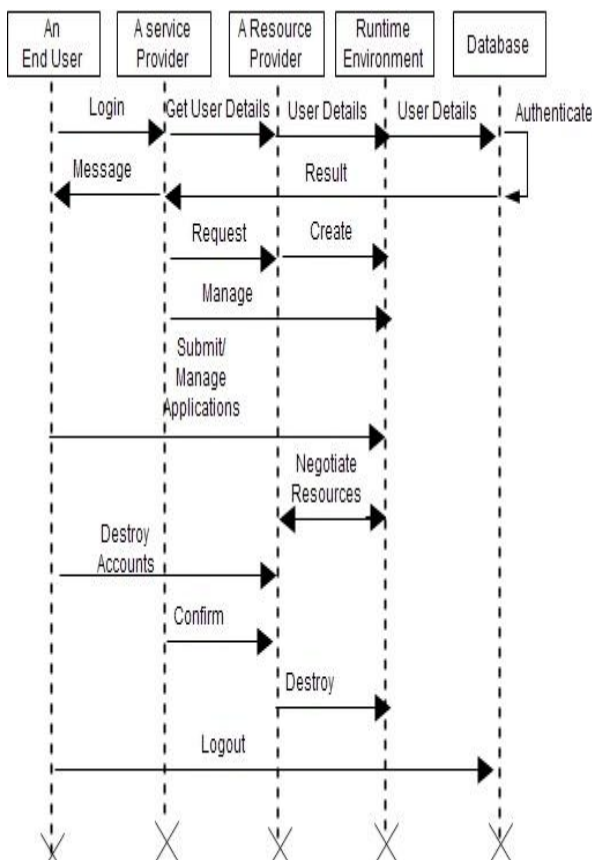 An
End User
A service
Provider
A Resource
Provider
Runtime
Environment
Database
Login
Get User Details
User Details
User Details
Authenticate
Message
Result
Request
Create
Manage
Submit/
Manage
Applications
Negotiate
Resources
Destroy
Accounts
Confirm
Destroy
Logout